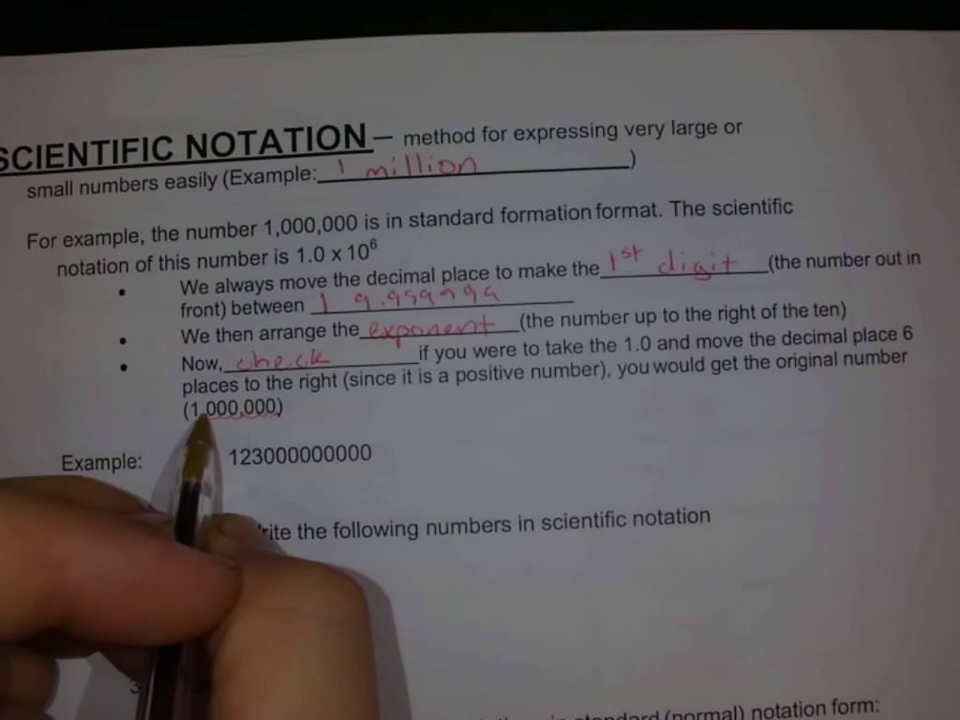 SCIENTIFIC NOTATION – method for expressing very large or
small numbers easily (Example: 1 million )
For example, the number 1,000,000 is in standard formation format. The scientific
notation of this number is 1.0 x 10⁶
• We always move the decimal place to make the 1st digit (the number out in
front) between 1 9.999999
• We then arrange the exponent (the number up to the right of the ten)
• Now, check if you were to take the 1.0 and move the decimal place 6
places to the right (since it is a positive number), you would get the original number
(1,000,000)
Example: 123000000000
the following numbers in scientific notation
3
(normal) notation form: